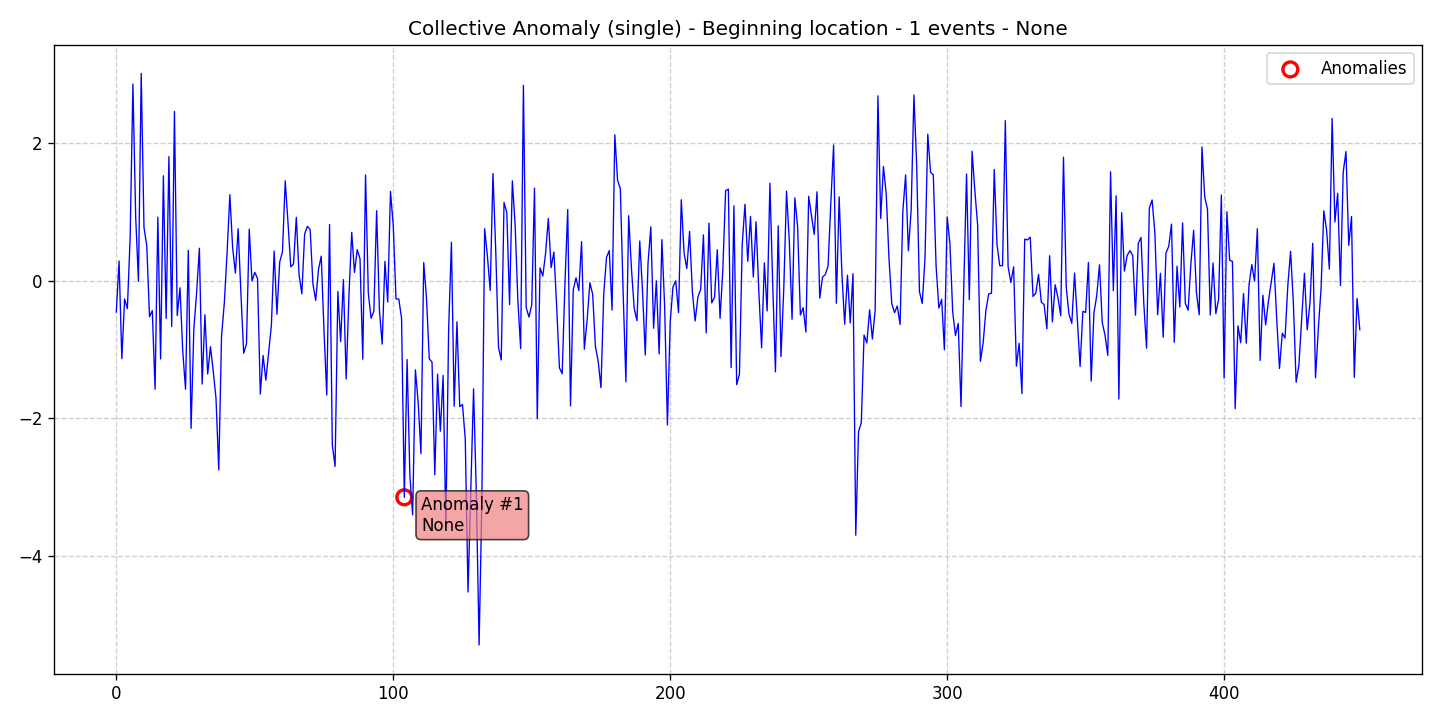 Collective Anomaly (single) - Beginning location - 1 events - None
Anomalies
2
0
−2
−4
Anomaly #1
None
0
100
200
300
400